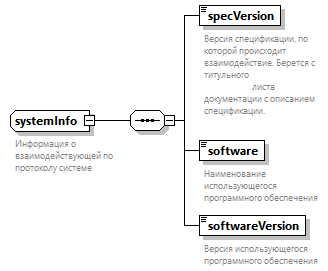 specVersion
Версия спецификации, по
которой происходит
взаимодействие. Берется с
титульного
листа
документации с описанием
спецификации.
systemInfo
Информация о
взаимодействующей по
протоколу системе
software
Наименование
использующегося
программного обеспечения
softwareVersion
Версия использующегося
программного обеспечения